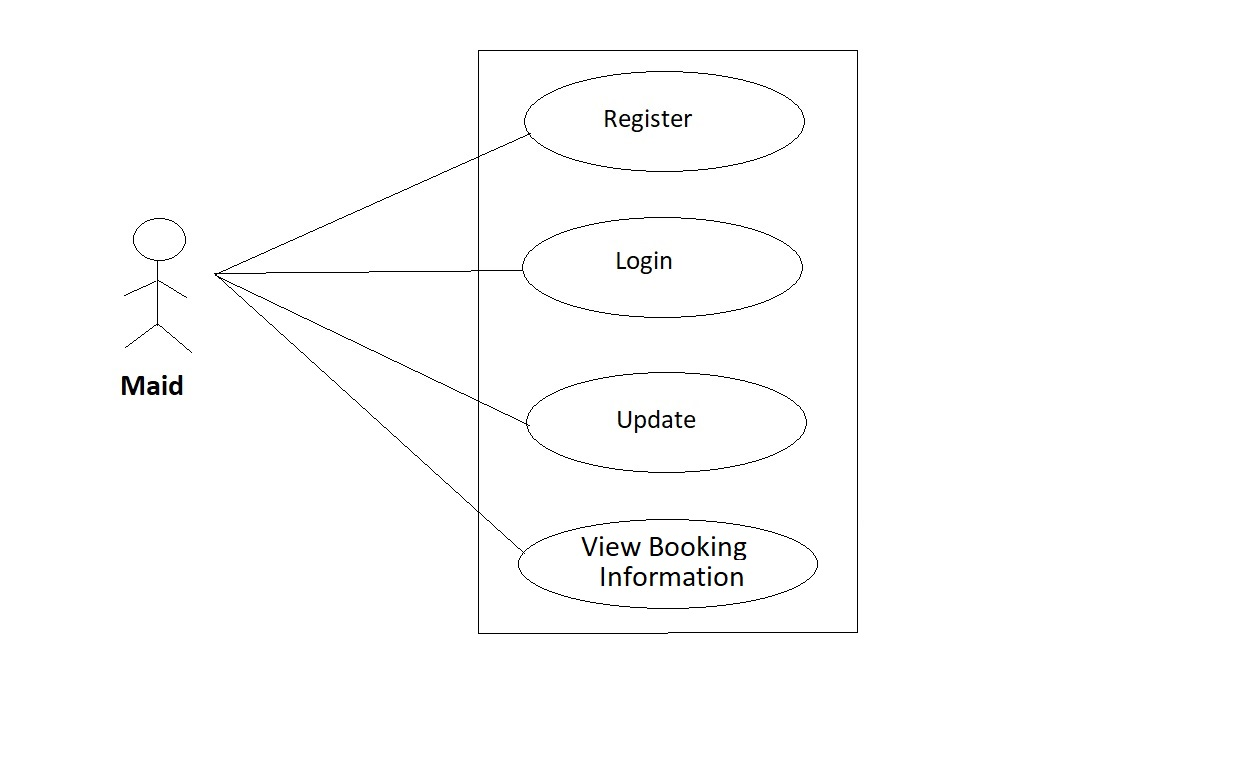 Register
Login
Maid
Update
View Booking
Information